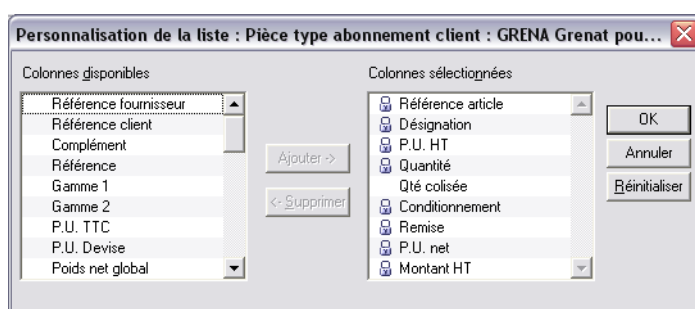 Personnalisation de la liste : Pièce type abonnement client : GRENA Grenat pou...
Colonnes disponibles
Référence fournisseur
Référence client
Complément
Référence
Gamme 1
Gamme 2
P.U. TTC
P.U. Devise
Poids net global
Ajouter ->
<- Supprimer
Colonnes sélectionnées
Référence article
Désignation
P.U. HT
Quantité
Qté colisée
Conditionnement
Remise
P.U. net
Montant HT
OK
Annuler
Réinitialiser